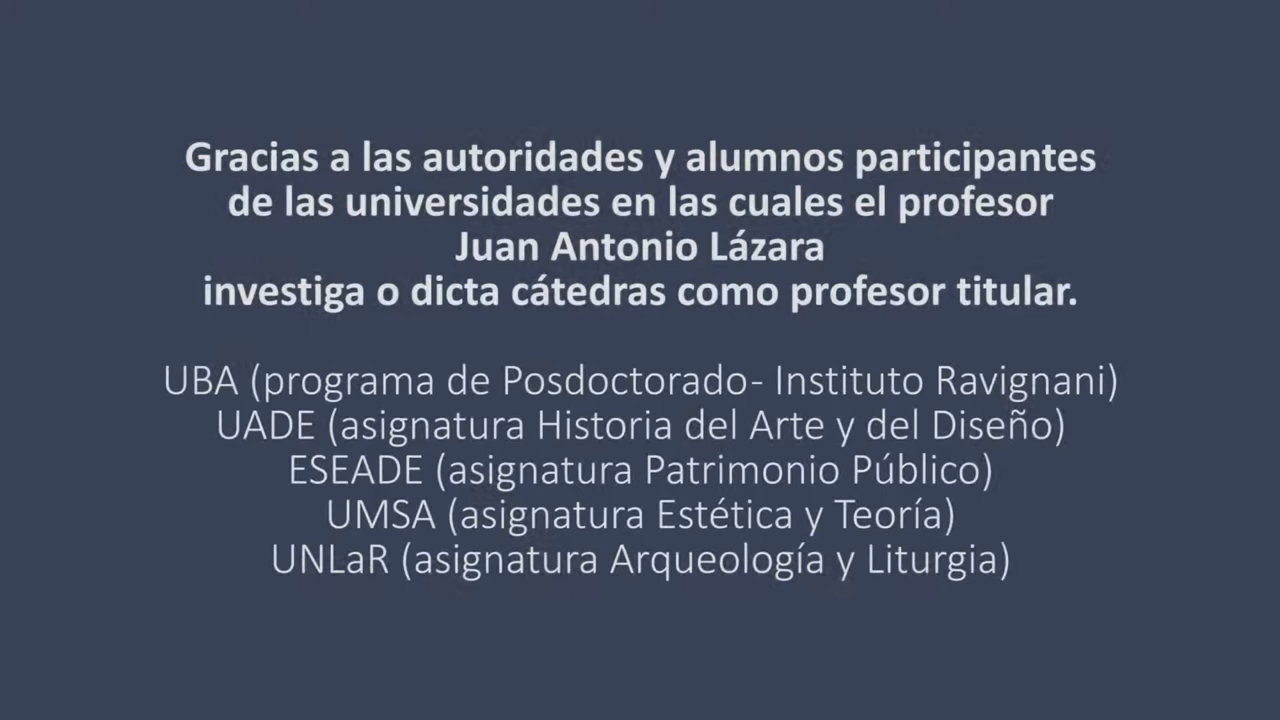 Gracias a las autoridades y alumnos participantes
de las universidades en las cuales el profesor
Juan Antonio Lázara
investiga o dicta cátedras como profesor titular.
UBA (programa de Posdoctorado- Instituto Ravignani)
UADE (asignatura Historia del Arte y del Diseño)
ESEADE (asignatura Patrimonio Público)
UMSA (asignatura Estética y Teoría)
UNLaR (asignatura Arqueología y Liturgia)